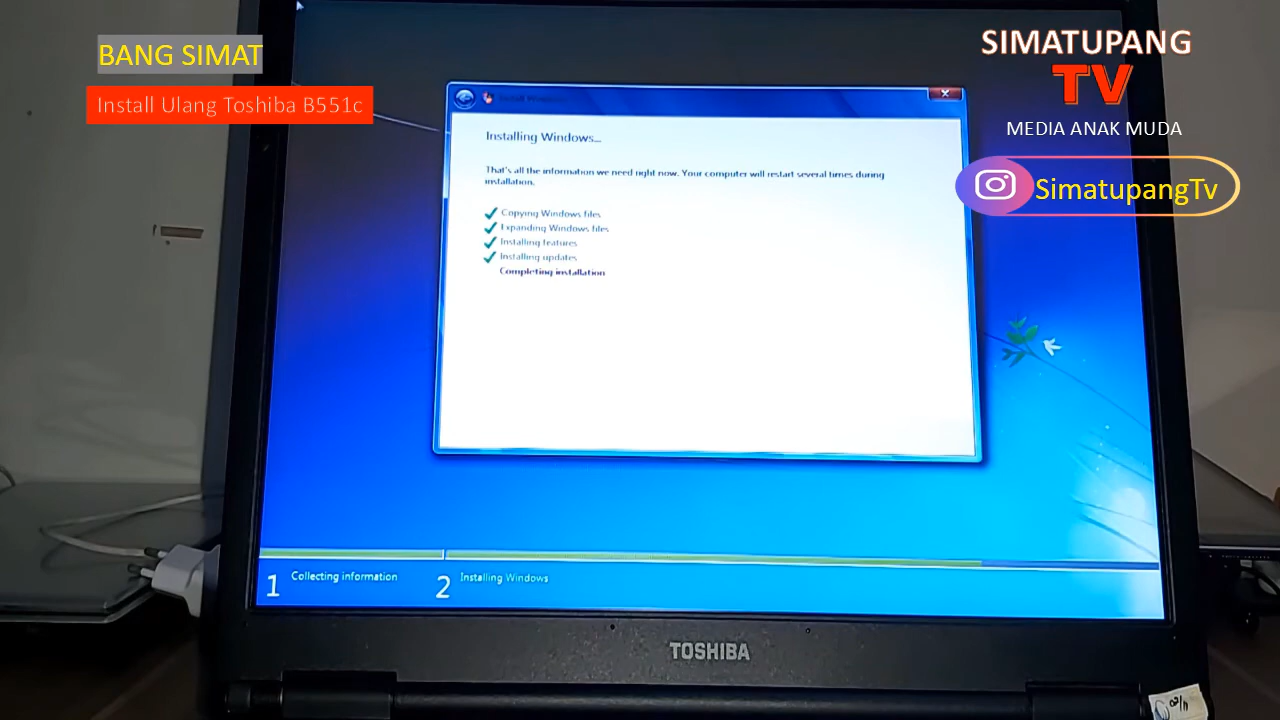 BANG SIMAT
Install Ulang Toshiba B551c
SIMATUPANG
TV
MEDIA ANAK MUDA
SimatupangTv
Installing Windows...
That's all the information we need right now. Your computer will restart several times during
installation.
Copying Windows files
Expanding Windows files
Installing features
Installing updates
Completing installation
1 Collecting information
2 Installing Windows
TOSHIBA